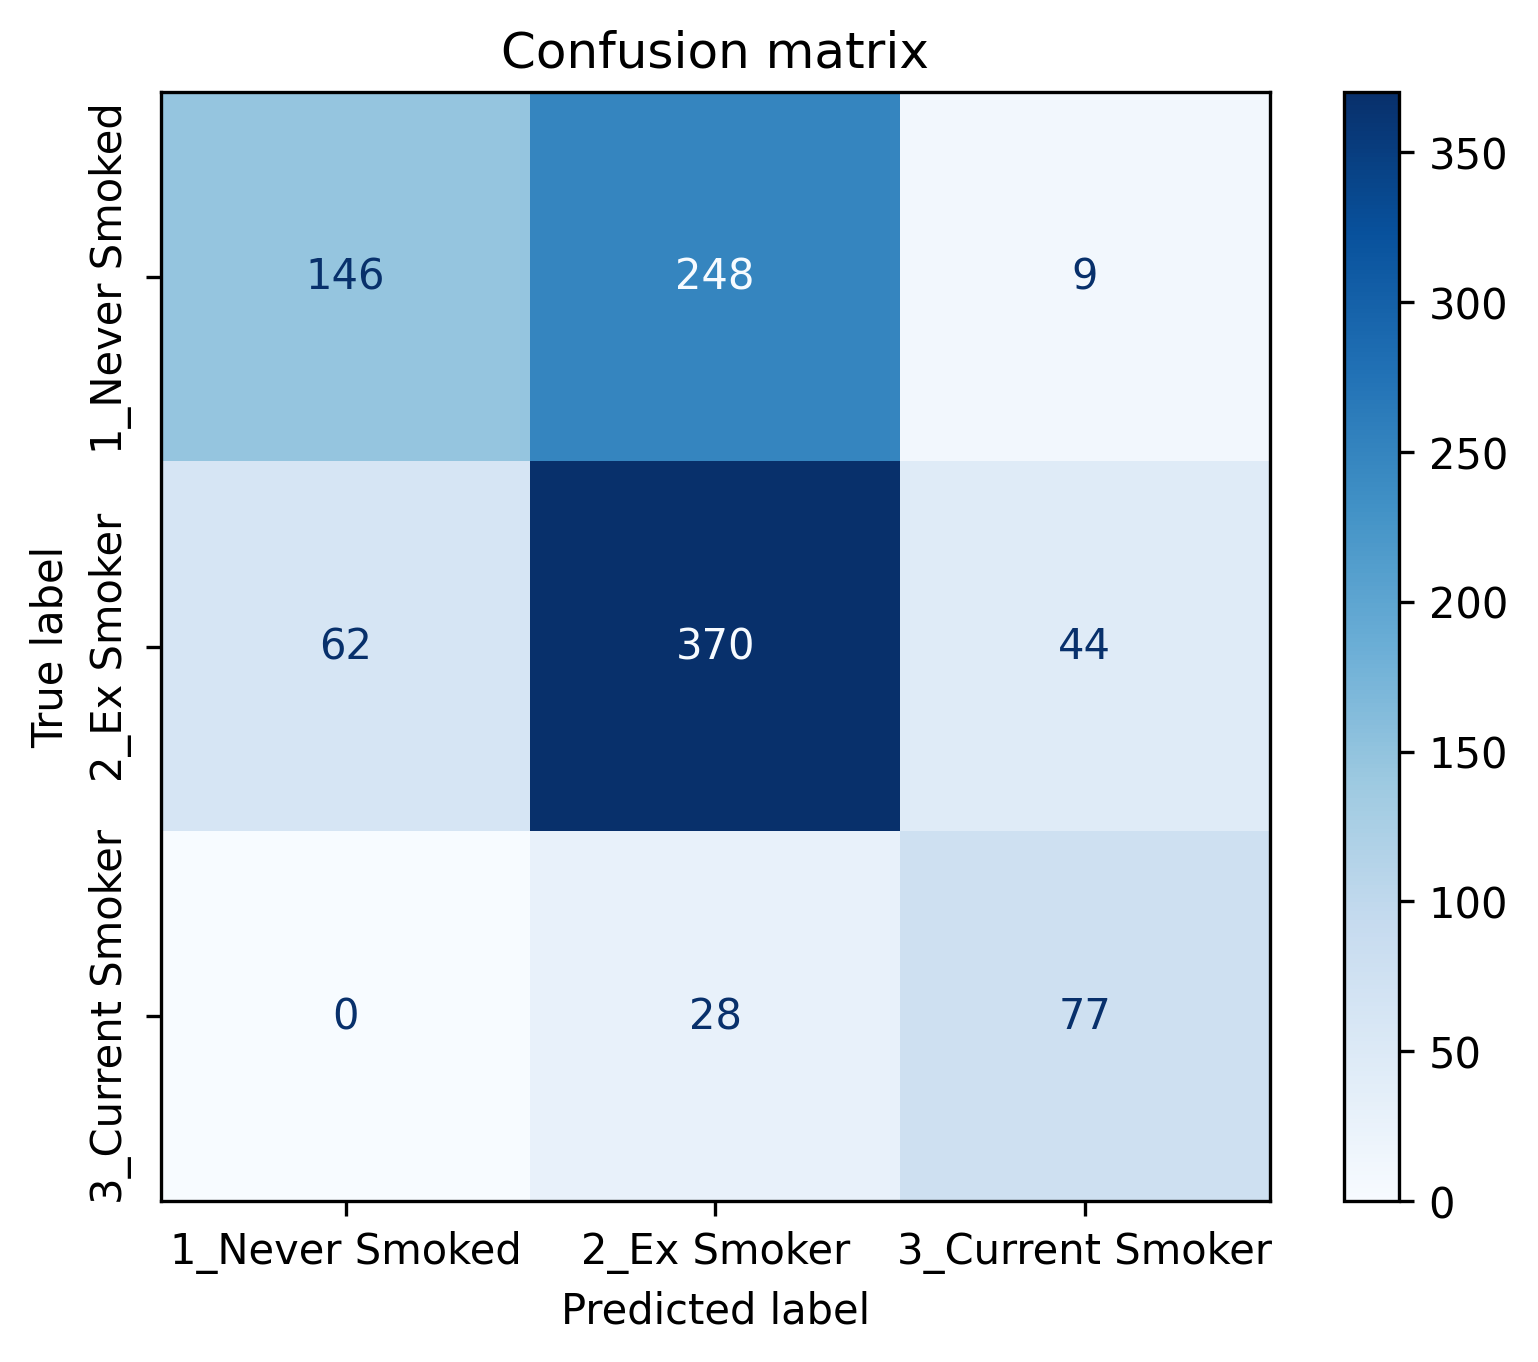 Confusion matrix
True label
1_Never Smoked
2_Ex Smoker
3_Current Smoker
146 248 9
62 370 44
0 28 77
1_Never Smoked 2_Ex Smoker 3_Current Smoker
Predicted label
350
300
250
200
150
100
50
0